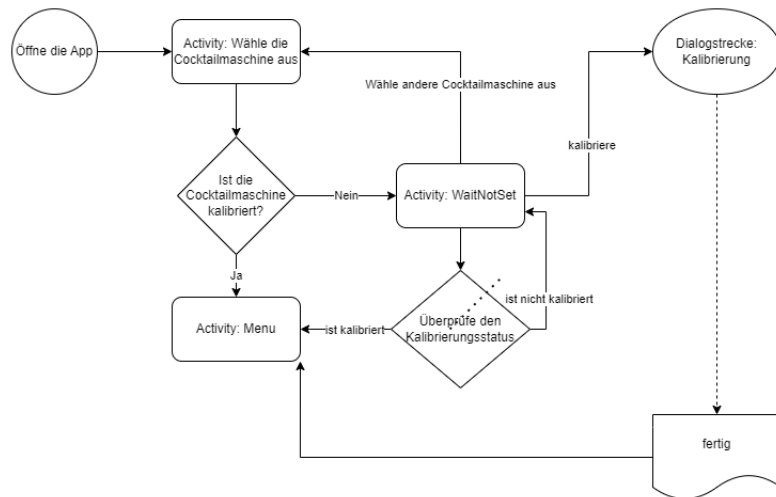 Öffne die App
Activity: Wähle die
Cocktailmaschine aus
Dialogstrecke:
Kalibrierung
Wähle andere Cocktailmaschine aus
kalibriere
Ist die
Cocktailmaschine
kalibriert?
Nein
Activity: WaitNotSet
Ja
ist nicht kalibriert
Überprüfe den
Kalibrierungsstatus
Activity: Menu
ist kalibriert
fertig